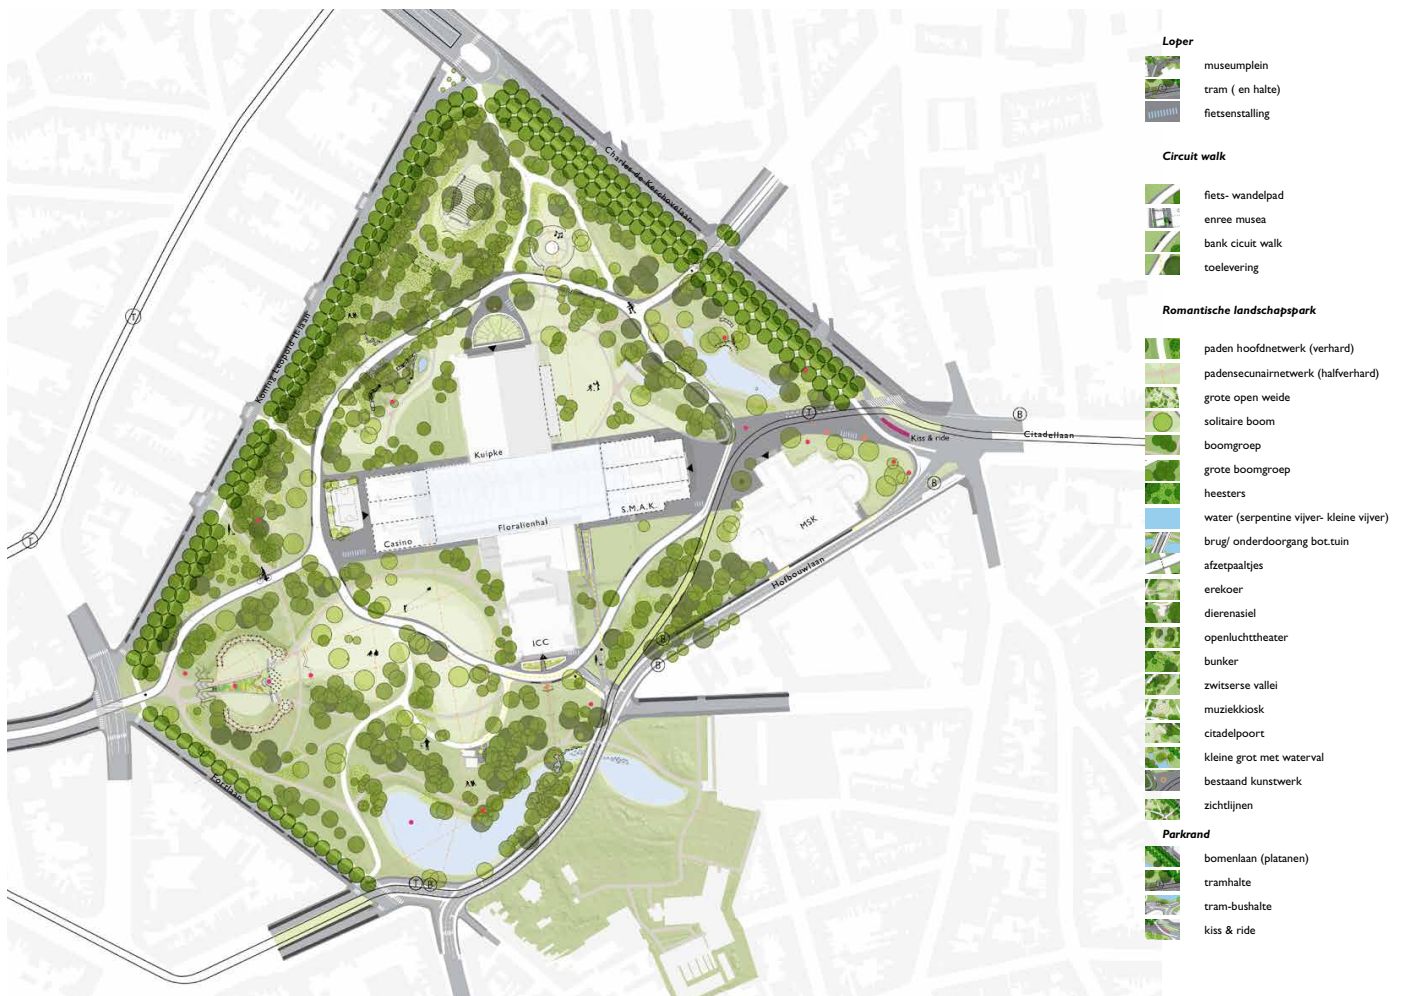 Charles de Kerchovelaan
Koning Leopold II-laan
T
Kuipke
T
B
Kiss & ride
Citadellaan
B
S.M.A.K.
MSK
Floraliënhal
Casino
T
Hofbouwlaan
ICC
B
B
Fortlaan
T B
Loper
museumplein
tram ( en halte)
fietsenstalling
Circuit walk
fiets- wandelpad
enree musea
bank cicuit walk
toelevering
Romantische landschapspark
paden hoofdnetwerk (verhard)
padensecunairnetwerk (halfverhard)
grote open weide
solitaire boom
boomgroep
grote boomgroep
heesters
water (serpentine vijver- kleine vijver)
brug/ onderdoorgang bot.tuin
afzetpaaltjes
erekoer
dierenasiel
openluchttheater
bunker
zwitserse vallei
muziekkiosk
citadelpoort
kleine grot met waterval
bestaand kunstwerk
zichtlijnen
Parkrand
bomenlaan (platanen)
tramhalte
tram-bushalte
kiss & ride